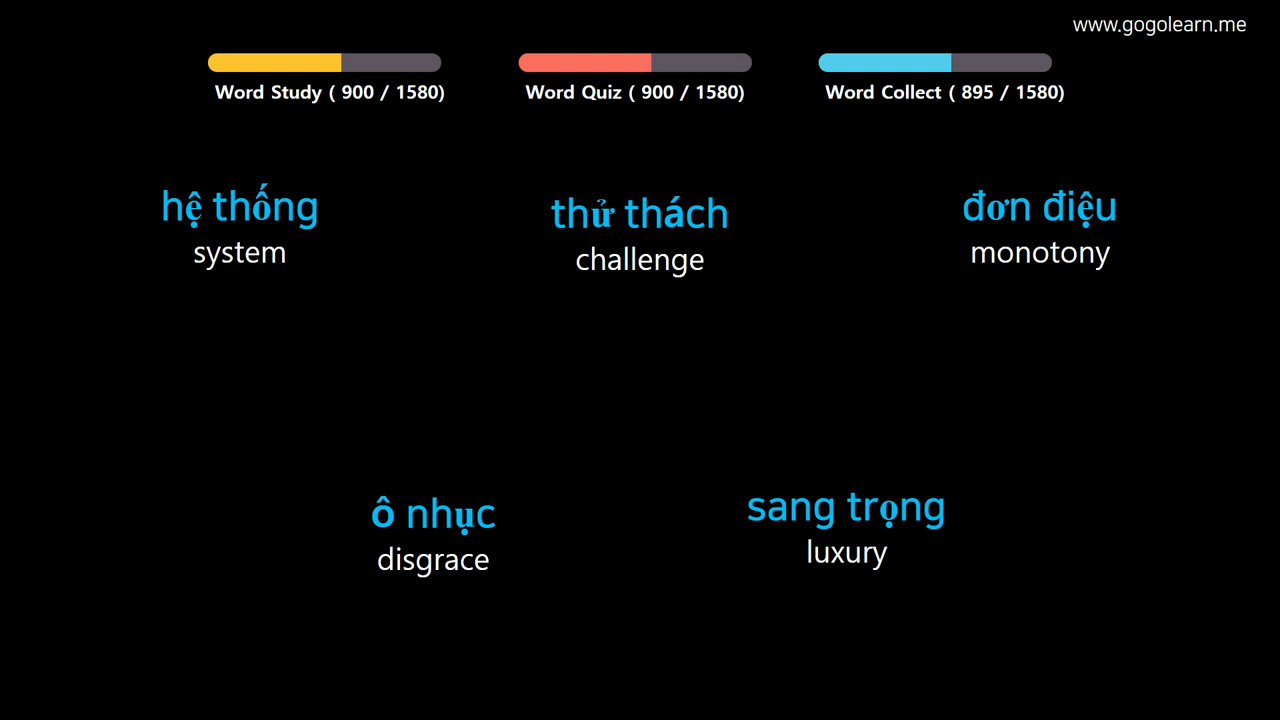 www.gogolearn.me
Word Study ( 900 / 1580)
Word Quiz ( 900 / 1580)
Word Collect ( 895 / 1580)
hệ thống
system
thử thách
challenge
đơn điệu
monotony
ô nhục
disgrace
sang trọng
luxury